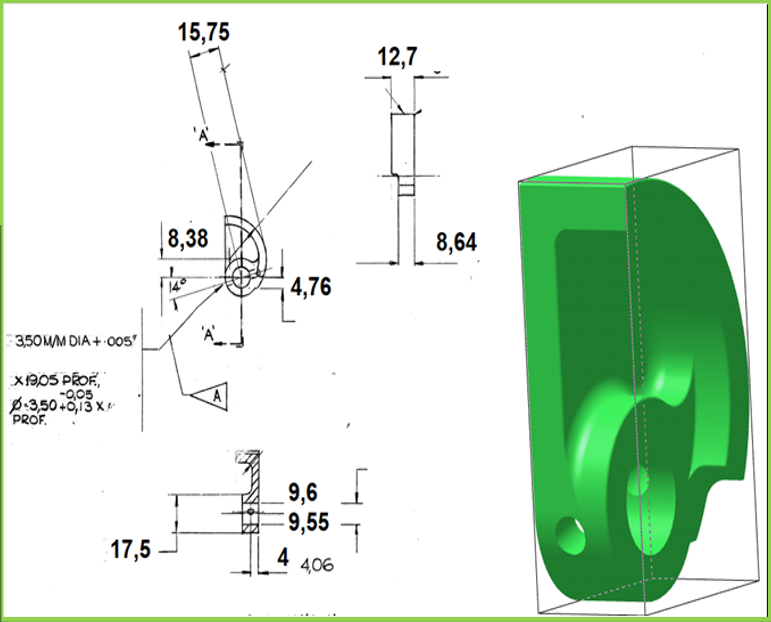 15,75
12,7
'A'
8,38
8,64
14°
4,76
3,50 M/M DIA + .005"
'A'
X 19,05 PROF,
-0,05
Ø 3,50 +0,13 X
PROF.
A
9,6
9,55
17,5
4
4,06